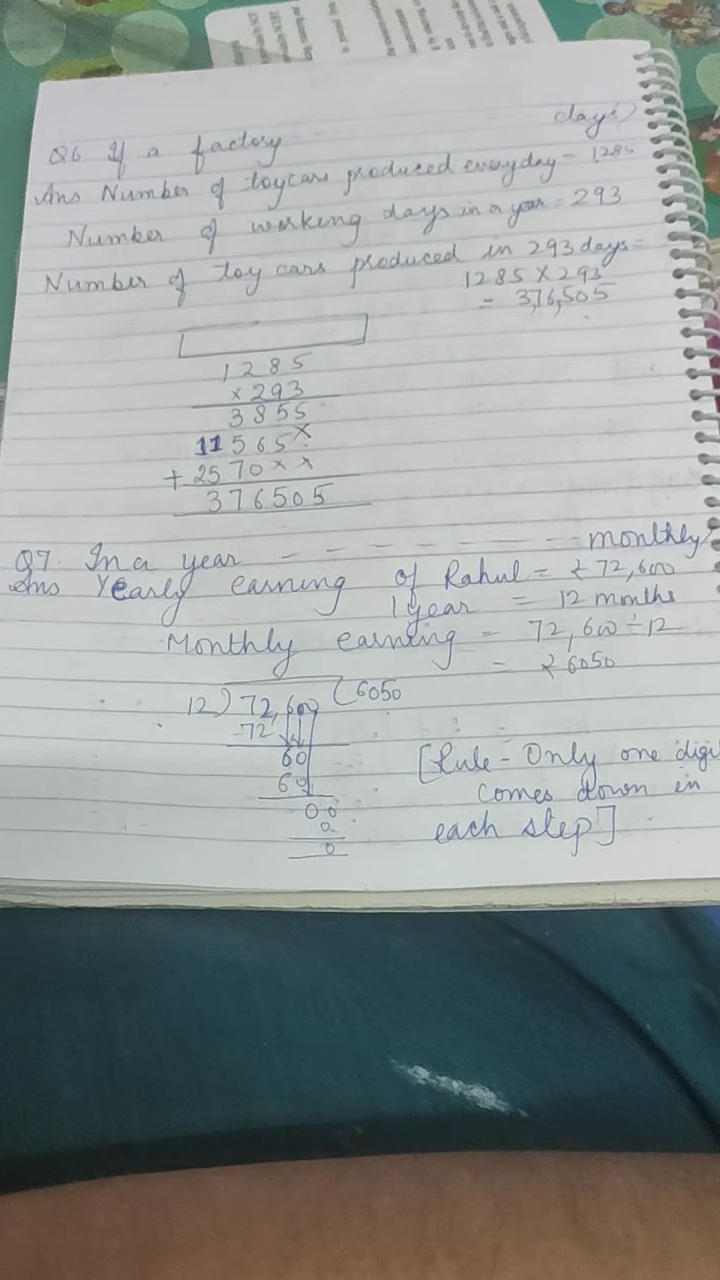 days?
Q6. If a factory
Ans Number of toycars produced everyday = 1285
Number of working days in a year = 293
Number of toy cars produced in 293 days =
1285 × 293
= 3,76,505
1285
× 293
3855
11565×
+ 2570××
376505
Q7. In a year - - - - - - monthly?
Ans Yearly earning of Rahul = ₹ 72,600
1 year = 12 months
Monthly earning = 72,600 ÷ 12
= ₹ 6050
12) 72,600 (6050
-72
60
60
00
0
0
[Rule - Only one digi
comes down in
each step]